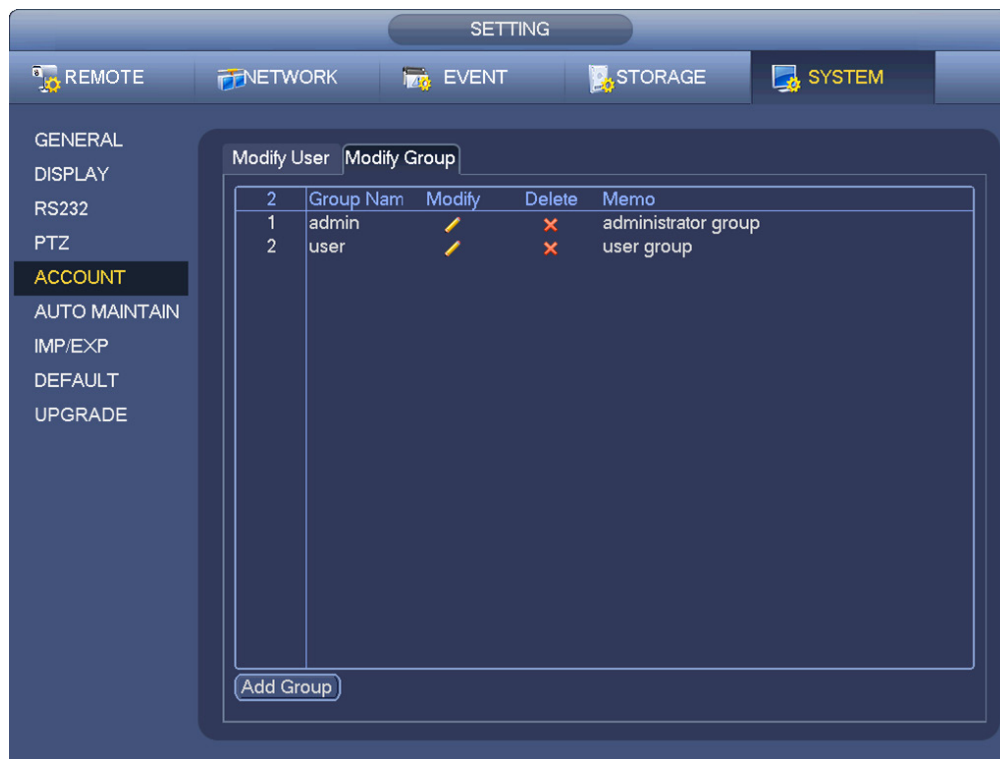 SETTING
REMOTE NETWORK EVENT STORAGE SYSTEM
GENERAL
DISPLAY
RS232
PTZ
ACCOUNT
AUTO MAINTAIN
IMP/EXP
DEFAULT
UPGRADE
Modify User Modify Group
2 Group Nam Modify Delete Memo
1 admin administrator group
2 user user group
Add Group